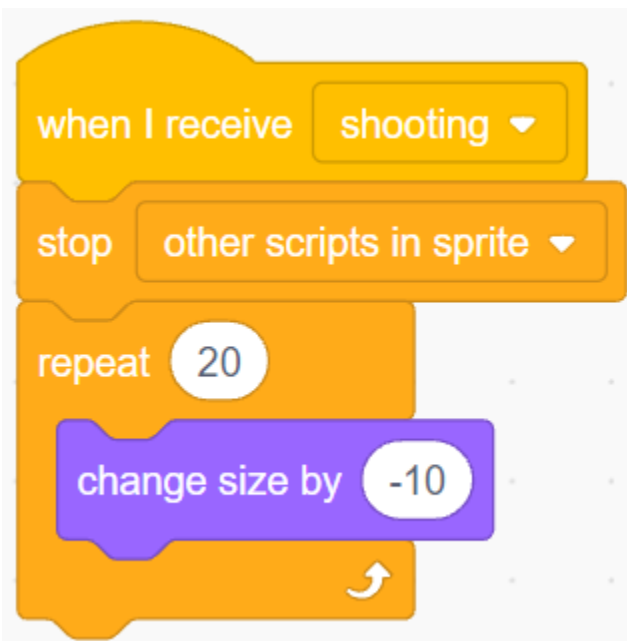 when I receive shooting
stop other scripts in sprite
repeat 20
change size by -10